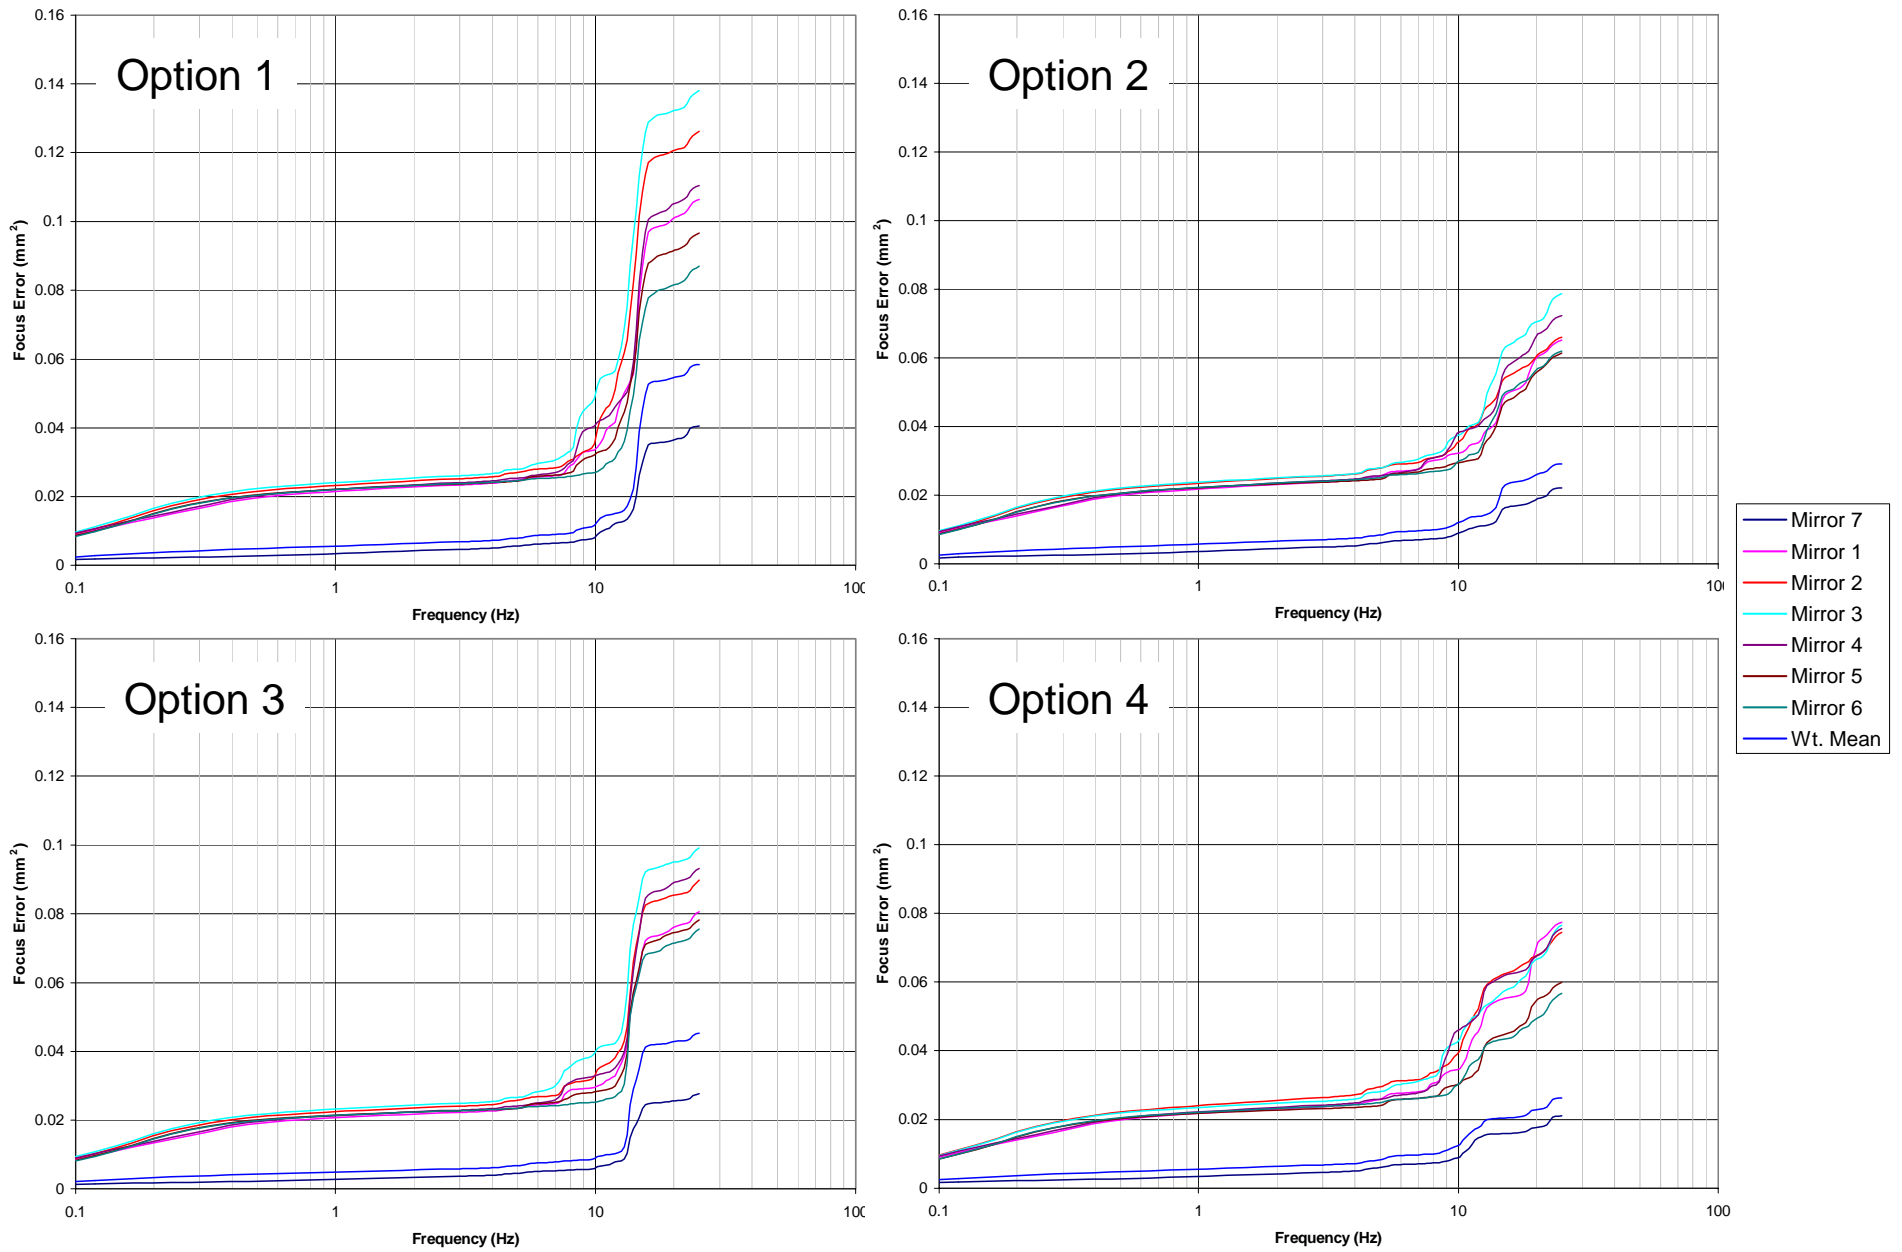 Option 1
0.16
0.14
0.12
0.1
0.08
0.06
0.04
0.02
0
Focus Error (mm²)
0.1 1 10 100
Frequency (Hz)
Option 2
0.16
0.14
0.12
0.1
0.08
0.06
0.04
0.02
0
Focus Error (mm²)
0.1 1 10 100
Frequency (Hz)
Option 3
0.16
0.14
0.12
0.1
0.08
0.06
0.04
0.02
0
Focus Error (mm²)
0.1 1 10 100
Frequency (Hz)
Option 4
0.16
0.14
0.12
0.1
0.08
0.06
0.04
0.02
0
Focus Error (mm²)
0.1 1 10 100
Frequency (Hz)
Mirror 7
Mirror 1
Mirror 2
Mirror 3
Mirror 4
Mirror 5
Mirror 6
Wt. Mean